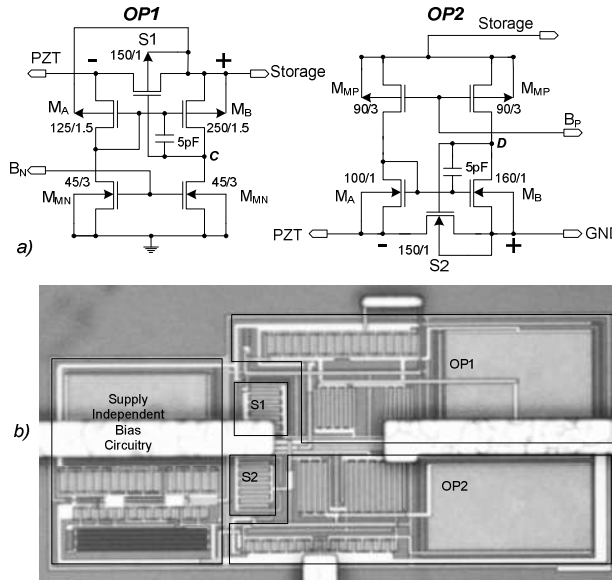 OP1
OP2
S1
150/1
PZT
-
+
Storage
Storage
M_A
125/1.5
M_B
250/1.5
5pF
C
B_N
45/3
45/3
M_MN
M_MN
a)
M_MP
90/3
M_MP
90/3
B_P
D
100/1
5pF
160/1
M_A
M_B
PZT
-
+
GND
150/1
S2
b)
Supply
Independent
Bias
Circuitry
S1
S2
OP1
OP2